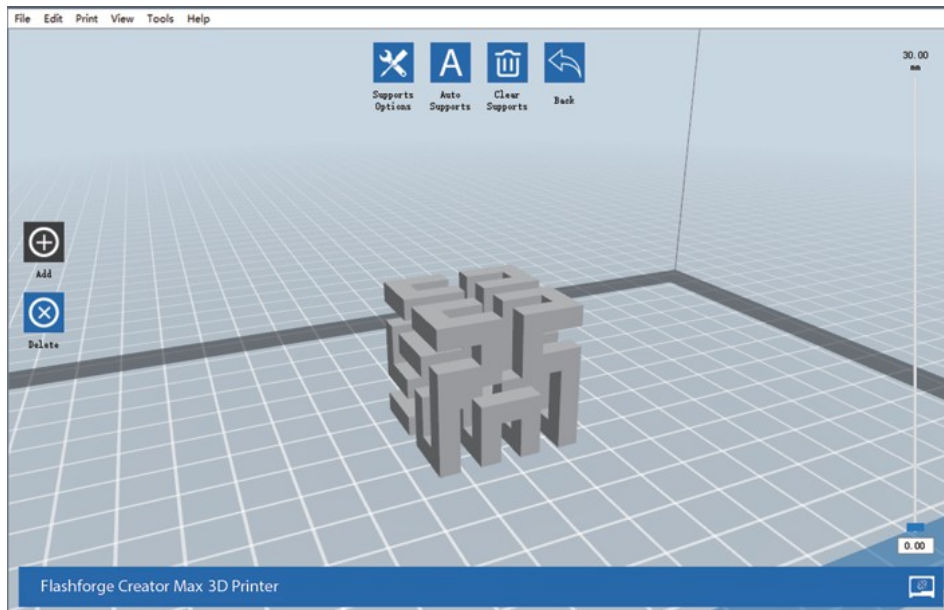 File Edit Print View Tools Help
30.00
mm
Supports
Options
Auto
Supports
Clear
Supports
Back
Add
Delete
0.00
Flashforge Creator Max 3D Printer